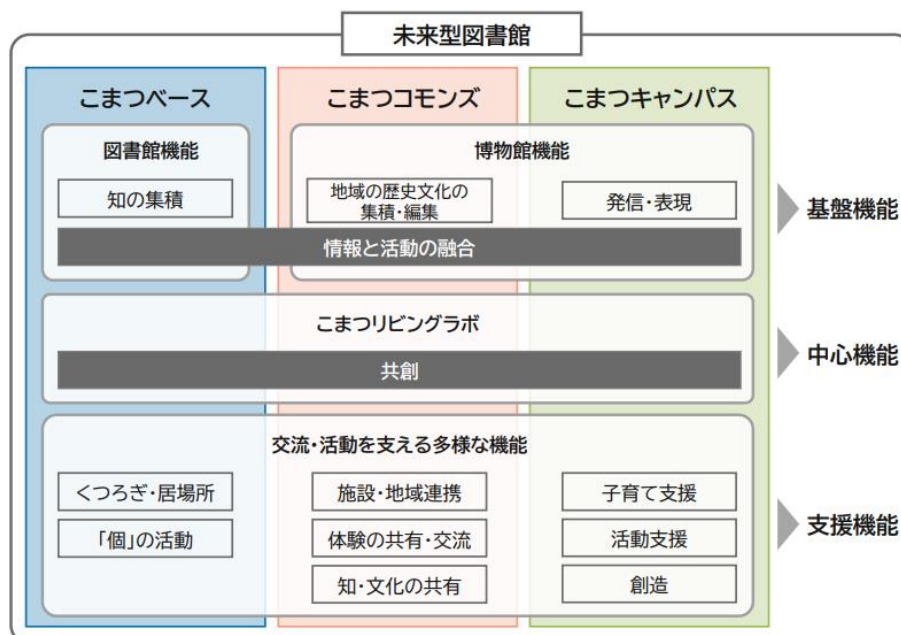 未来型図書館
こまつベース
こまつコモンズ
こまつキャンパス
図書館機能
博物館機能
知の集積
地域の歴史文化の
集積・編集
発信・表現
情報と活動の融合
基盤機能
こまつリビングラボ
共創
中心機能
交流・活動を支える多様な機能
くつろぎ・居場所
施設・地域連携
子育て支援
「個」の活動
体験の共有・交流
活動支援
知・文化の共有
創造
支援機能